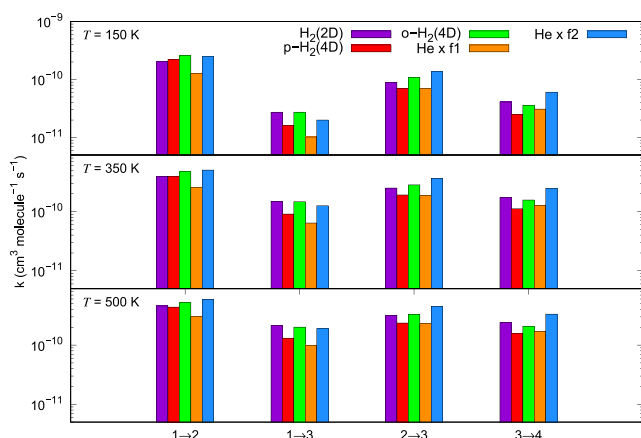 10⁻⁹
T = 150 K
H₂(2D)
o−H₂(4D)
He x f2
p−H₂(4D)
He x f1
10⁻¹⁰
10⁻¹¹
T = 350 K
10⁻¹⁰
10⁻¹¹
k (cm³ molecule⁻¹ s⁻¹)
T = 500 K
10⁻¹⁰
10⁻¹¹
1→2
1→3
2→3
3→4